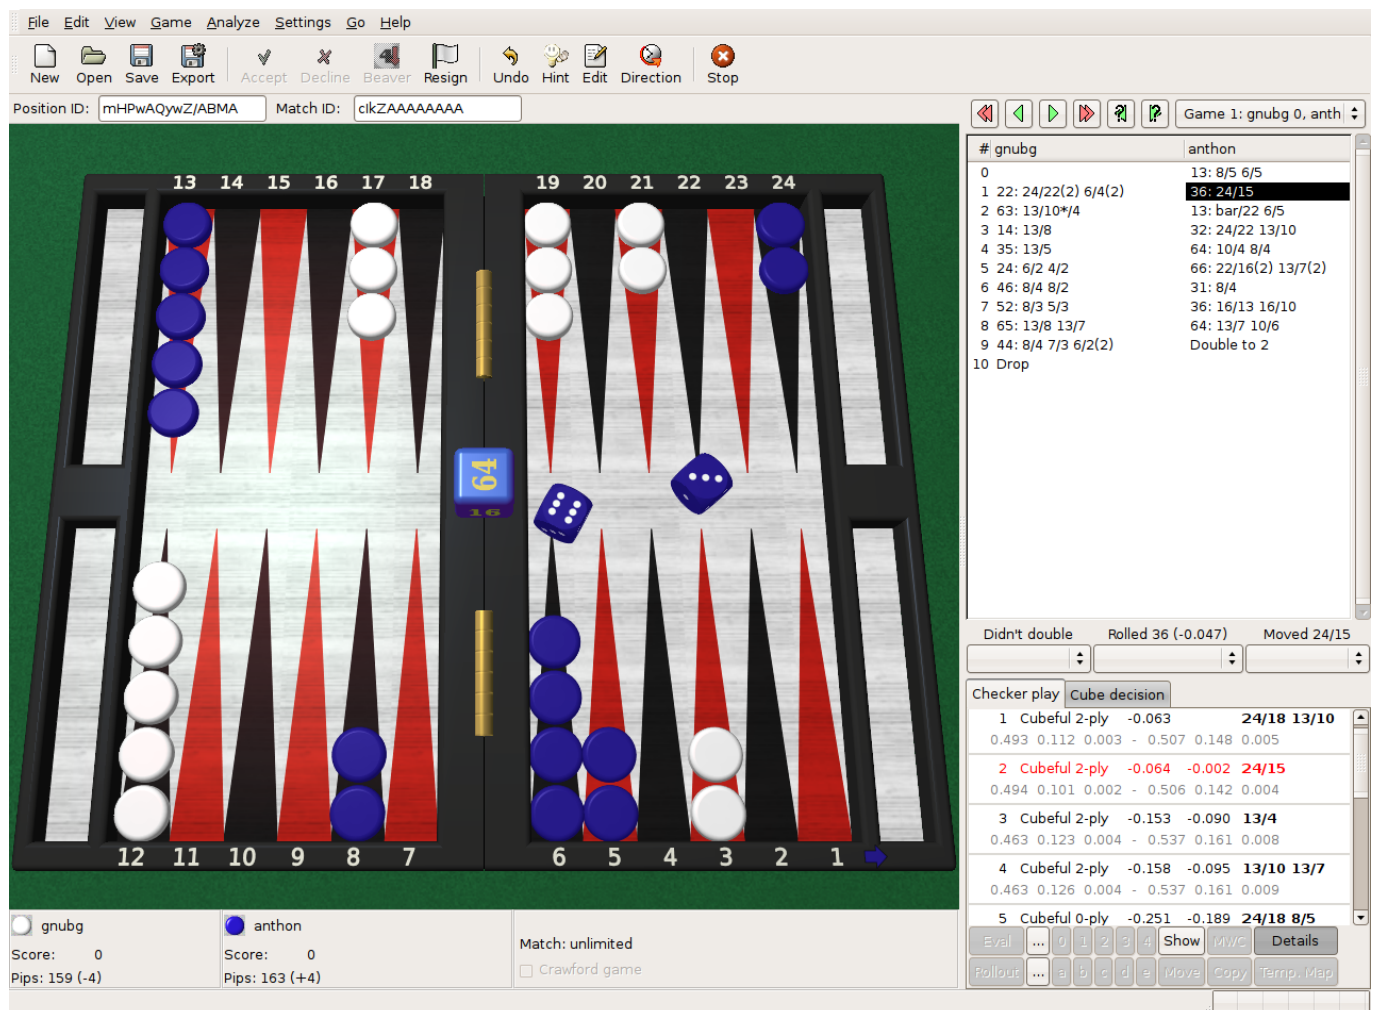 File Edit View Game Analyze Settings Go Help
New Open Save Export Accept Decline Beaver Resign Undo Hint Edit Direction Stop
Position ID: mHPwAQywZ/ABMA Match ID: cIkZAAAAAAAA
Game 1: gnubg 0, anth
# gnubg anthon
0 13: 8/5 6/5
1 22: 24/22(2) 6/4(2) 36: 24/15
2 63: 13/10*/4 13: bar/22 6/5
3 14: 13/8 32: 24/22 13/10
4 35: 13/5 64: 10/4 8/4
5 24: 6/2 4/2 66: 22/16(2) 13/7(2)
6 46: 8/4 8/2 31: 8/4
7 52: 8/3 5/3 36: 16/13 16/10
8 65: 13/8 13/7 64: 13/7 10/6
9 44: 8/4 7/3 6/2(2) Double to 2
10 Drop
13 14 15 16 17 18 19 20 21 22 23 24
64
16
12 11 10 9 8 7 6 5 4 3 2 1
Didn't double Rolled 36 (-0.047) Moved 24/15
Checker play Cube decision
1 Cubeful 2-ply -0.063 24/18 13/10
0.493 0.112 0.003 - 0.507 0.148 0.005
2 Cubeful 2-ply -0.064 -0.002 24/15
0.494 0.101 0.002 - 0.506 0.142 0.004
3 Cubeful 2-ply -0.153 -0.090 13/4
0.463 0.123 0.004 - 0.537 0.161 0.008
4 Cubeful 2-ply -0.158 -0.095 13/10 13/7
0.463 0.126 0.004 - 0.537 0.161 0.009
5 Cubeful 0-ply -0.251 -0.189 24/18 8/5
Eval ... 0 1 2 3 4 Show MWC Details
Rollout ... a b c d e Move Copy Temp. Map
gnubg
Score: 0
Pips: 159 (-4)
anthon
Score: 0
Pips: 163 (+4)
Match: unlimited
Crawford game